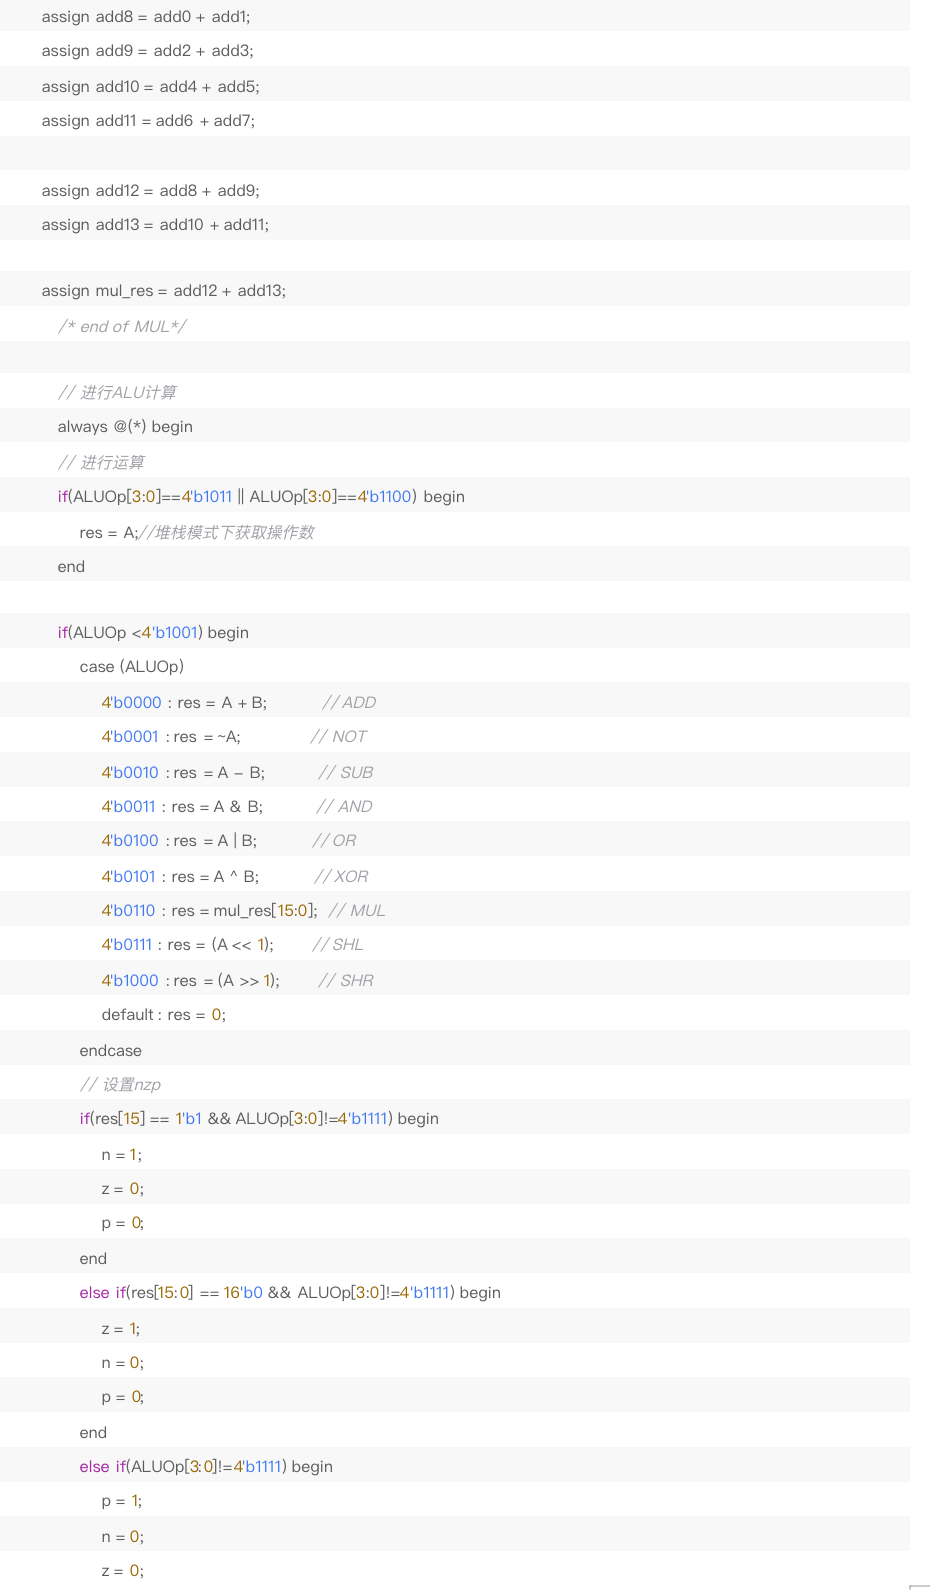 assign add8 = add0 + add1;
assign add9 = add2 + add3;
assign add10 = add4 + add5;
assign add11 = add6 + add7;
assign add12 = add8 + add9;
assign add13 = add10 + add11;
assign mul_res = add12 + add13;
/* end of MUL*/
// 进行ALU计算
always @(*) begin
// 进行运算
if(ALUOp[3:0]==4'b1011 || ALUOp[3:0]==4'b1100) begin
res = A;//堆栈模式下获取操作数
end
if(ALUOp <4'b1001) begin
case (ALUOp)
4'b0000 : res = A + B; // ADD
4'b0001 : res = ~A; // NOT
4'b0010 : res = A - B; // SUB
4'b0011 : res = A & B; // AND
4'b0100 : res = A | B; // OR
4'b0101 : res = A ^ B; // XOR
4'b0110 : res = mul_res[15:0]; // MUL
4'b0111 : res = (A << 1); // SHL
4'b1000 : res = (A >> 1); // SHR
default : res = 0;
endcase
// 设置nzp
if(res[15] == 1'b1 && ALUOp[3:0]!=4'b1111) begin
n = 1;
z = 0;
p = 0;
end
else if(res[15:0] == 16'b0 && ALUOp[3:0]!=4'b1111) begin
z = 1;
n = 0;
p = 0;
end
else if(ALUOp[3:0]!=4'b1111) begin
p = 1;
n = 0;
z = 0;